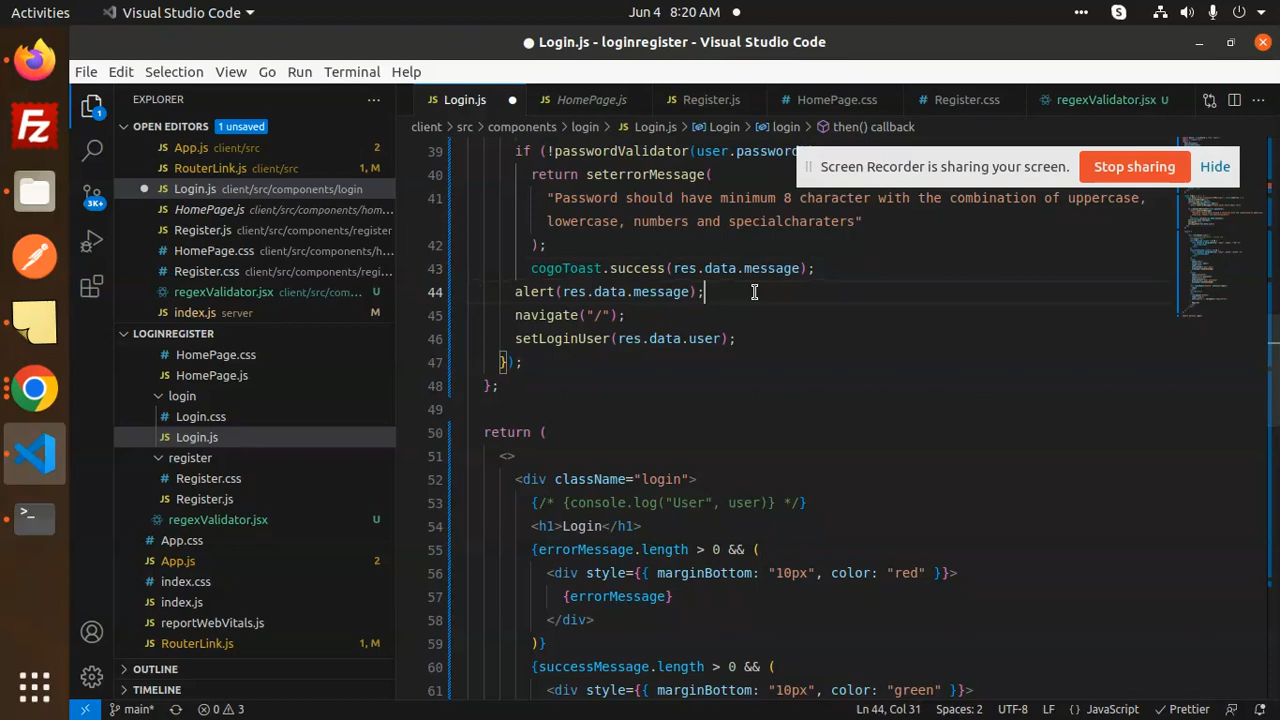 Activities
Visual Studio Code
Jun 4 8:20 AM
Login.js - loginregister - Visual Studio Code
File Edit Selection View Go Run Terminal Help
EXPLORER
OPEN EDITORS 1 unsaved
App.js client/src 2
RouterLink.js client/src 1, M
Login.js client/src/components/login
HomePage.js client/src/components/hom...
Register.js client/src/components/register
HomePage.css client/src/component...
Register.css client/src/components/regi...
regexValidator.jsx client/src/com... U
index.js server
LOGINREGISTER
HomePage.css
HomePage.js
login
Login.css
Login.js
register
Register.css
Register.js
regexValidator.jsx U
App.css
App.js 2
index.css
index.js
reportWebVitals.js
RouterLink.js 1, M
OUTLINE
TIMELINE
1
3K+
Login.js HomePage.js Register.js HomePage.css Register.css regexValidator.jsx U
client > src > components > login > Login.js > Login > login > then() callback
Screen Recorder is sharing your screen. Stop sharing Hide
39 if (!passwordValidator(user.password
40 return seterrorMessage(
41 "Password should have minimum 8 character with the combination of uppercase,
lowercase, numbers and specialcharaters"
42 );
43 cogoToast.success(res.data.message);
44 alert(res.data.message);
45 navigate("/");
46 setLoginUser(res.data.user);
47 });
48 };
49
50 return (
51 <>
52 <div className="login">
53 {/* {console.log("User", user)} */}
54 <h1>Login</h1>
55 {errorMessage.length > 0 && (
56 <div style={{ marginBottom: "10px", color: "red" }}>
57 {errorMessage}
58 </div>
59 )}
60 {successMessage.length > 0 && (
61 <div style={{ marginBottom: "10px", color: "green" }}>
main* 0 3 Ln 44, Col 31 Spaces: 2 UTF-8 LF {} JavaScript Prettier